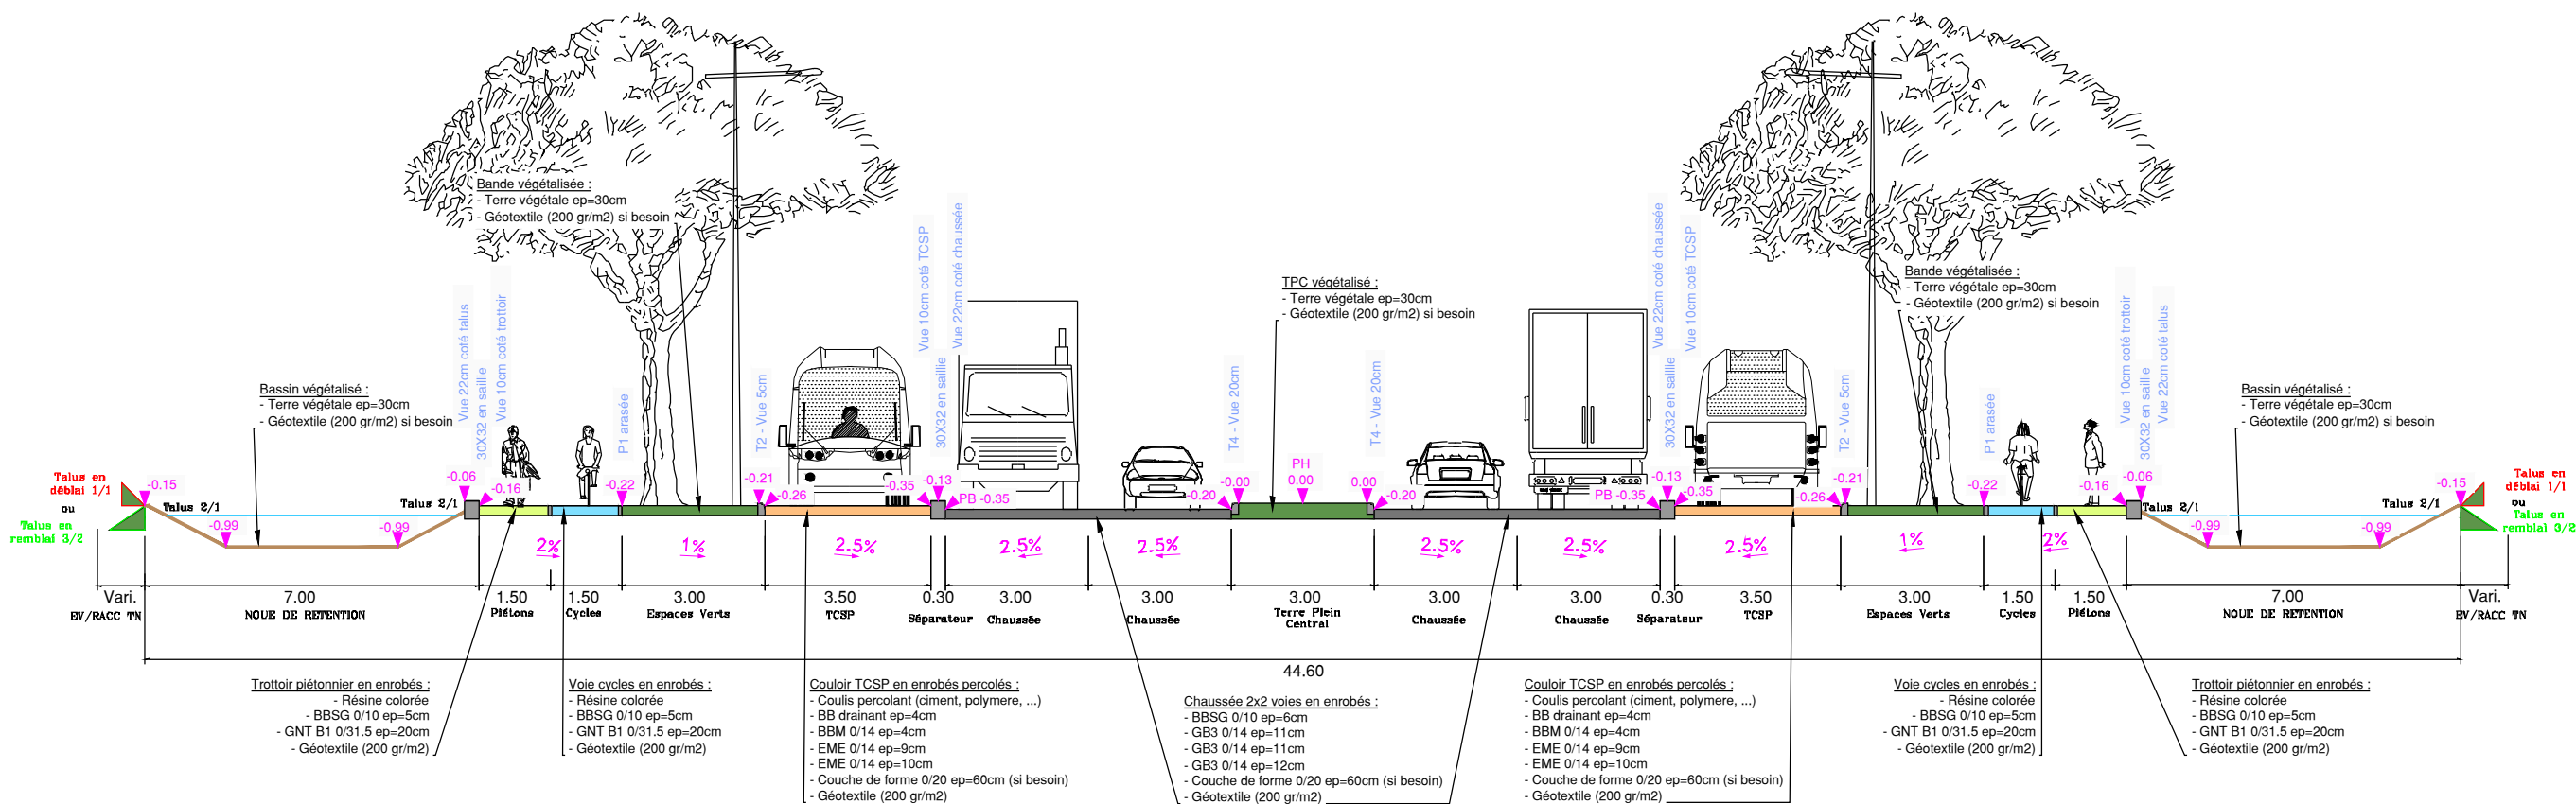 Bande végétalisée :
- Terre végétale ep=30cm
- Géotextile (200 gr/m2) si besoin
Bande végétalisée :
- Terre végétale ep=30cm
- Géotextile (200 gr/m2) si besoin
TPC végétalisé :
- Terre végétale ep=30cm
- Géotextile (200 gr/m2) si besoin
Bassin végétalisé :
- Terre végétale ep=30cm
- Géotextile (200 gr/m2) si besoin
Bassin végétalisé :
- Terre végétale ep=30cm
- Géotextile (200 gr/m2) si besoin
Vue 22cm coté talus
30X32 en saillie
Vue 10cm coté trottoir
P1 arasée
T2 - Vue 5cm
Vue 10cm coté TCSP
30X32 en saillie
Vue 22cm coté chaussée
T4 - Vue 20cm
T4 - Vue 20cm
Vue 22cm coté chaussée
30X32 en saillie
Vue 10cm coté TCSP
T2 - Vue 5cm
P1 arasée
Vue 10cm coté trottoir
30X32 en saillie
Vue 22cm coté talus
Talus en
déblai 1/1
ou
Talus en
remblai 3/2
-0.15
Talus 2/1
-0.99
-0.99
Talus 2/1
-0.06
-0.16
-0.22
-0.21
-0.26
-0.35
-0.13
PB -0.35
-0.20
-0.00
PH
0.00
0.00
-0.20
PB -0.35
-0.13
-0.35
-0.26
-0.21
-0.22
-0.16
-0.06
Talus 2/1
-0.99
-0.99
Talus 2/1
-0.15
Talus en
déblai 1/1
ou
Talus en
remblai 3/2
2% 1% 2.5% 2.5% 2.5% 2.5% 2.5% 2.5% 1% 2%
Vari. 7.00 1.50 1.50 3.00 3.50 0.30 3.00 3.00 3.00 3.00 3.00 0.30 3.50 3.00 1.50 1.50 7.00 Vari.
EV/RACC TN NOUE DE RETENTION Piétons Cycles Espaces Verts TCSP Séparateur Chaussée Chaussée Terre Plein Chaussée Chaussée Séparateur TCSP Espaces Verts Cycles Piétons NOUE DE RETENTION EV/RACC TN
Central
44.60
Trottoir piétonnier en enrobés :
- Résine colorée
- BBSG 0/10 ep=5cm
- GNT B1 0/31.5 ep=20cm
- Géotextile (200 gr/m2)
Voie cycles en enrobés :
- Résine colorée
- BBSG 0/10 ep=5cm
- GNT B1 0/31.5 ep=20cm
- Géotextile (200 gr/m2)
Couloir TCSP en enrobés percolés :
- Coulis percolant (ciment, polymere, ...)
- BB drainant ep=4cm
- BBM 0/14 ep=4cm
- EME 0/14 ep=9cm
- EME 0/14 ep=10cm
- Couche de forme 0/20 ep=60cm (si besoin)
- Géotextile (200 gr/m2)
Chaussée 2x2 voies en enrobés :
- BBSG 0/10 ep=6cm
- GB3 0/14 ep=11cm
- GB3 0/14 ep=11cm
- GB3 0/14 ep=12cm
- Couche de forme 0/20 ep=60cm (si besoin)
- Géotextile (200 gr/m2)
Couloir TCSP en enrobés percolés :
- Coulis percolant (ciment, polymere, ...)
- BB drainant ep=4cm
- BBM 0/14 ep=4cm
- EME 0/14 ep=9cm
- EME 0/14 ep=10cm
- Couche de forme 0/20 ep=60cm (si besoin)
- Géotextile (200 gr/m2)
Voie cycles en enrobés :
- Résine colorée
- BBSG 0/10 ep=5cm
- GNT B1 0/31.5 ep=20cm
- Géotextile (200 gr/m2)
Trottoir piétonnier en enrobés :
- Résine colorée
- BBSG 0/10 ep=5cm
- GNT B1 0/31.5 ep=20cm
- Géotextile (200 gr/m2)